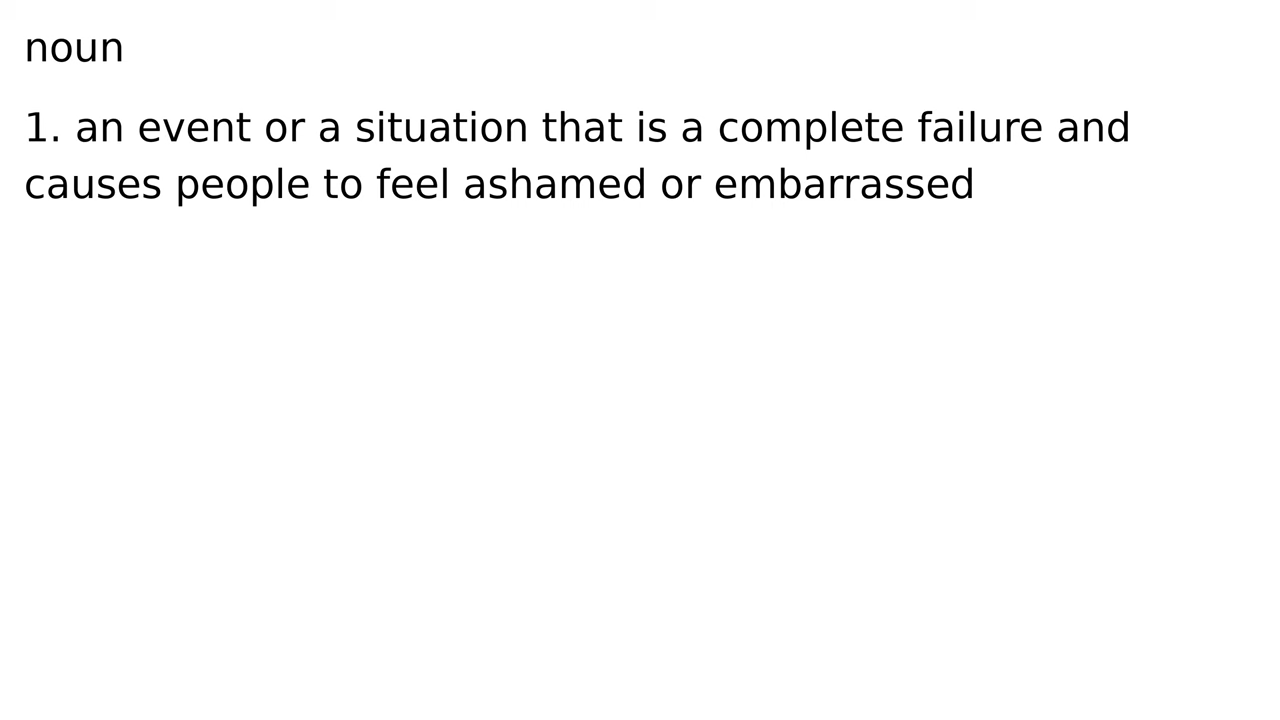 noun
1. an event or a situation that is a complete failure and
causes people to feel ashamed or embarrassed